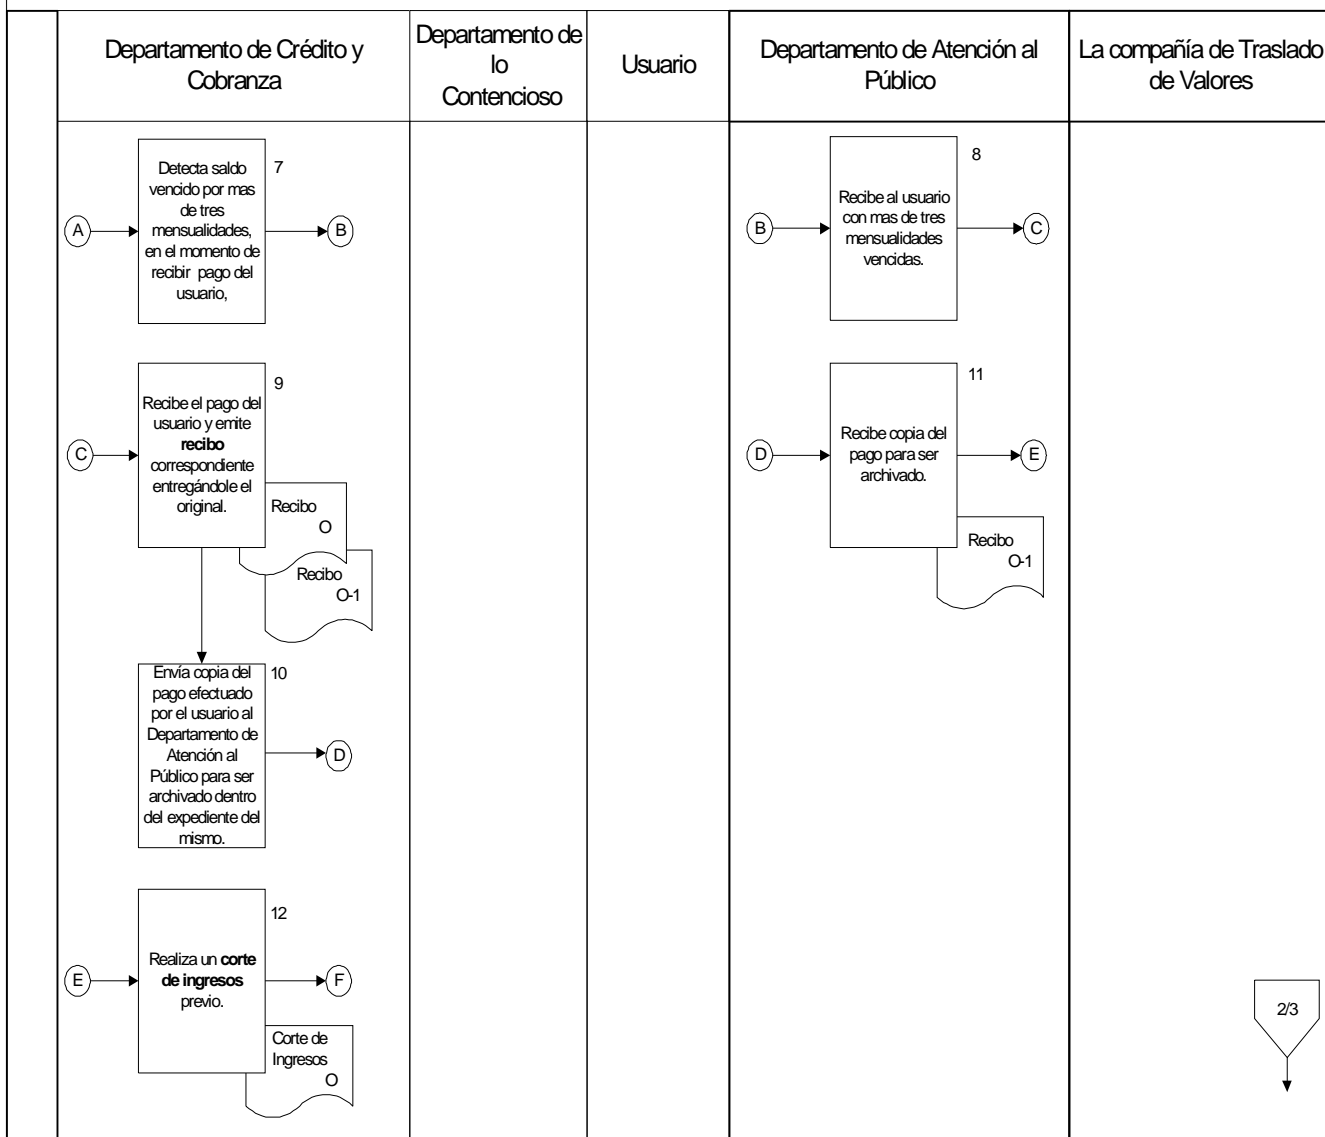 Departamento de Crédito y
Cobranza
Departamento de
lo
Contencioso
Usuario
Departamento de Atención al
Público
La compañía de Traslado
de Valores
A
Detecta saldo
vencido por mas
de tres
mensualidades,
en el momento de
recibir pago del
usuario,
7
B
B
Recibe al usuario
con mas de tres
mensualidades
vencidas.
8
C
C
Recibe el pago del
usuario y emite
recibo
correspondiente
entregándole el
original.
9
Recibo
O
Recibo
O-1
D
Recibe copia del
pago para ser
archivado.
11
E
Recibo
O-1
Envía copia del
pago efectuado
por el usuario al
Departamento de
Atención al
Público para ser
archivado dentro
del expediente del
mismo.
10
D
E
Realiza un corte
de ingresos
previo.
12
F
Corte de
Ingresos
O
2/3